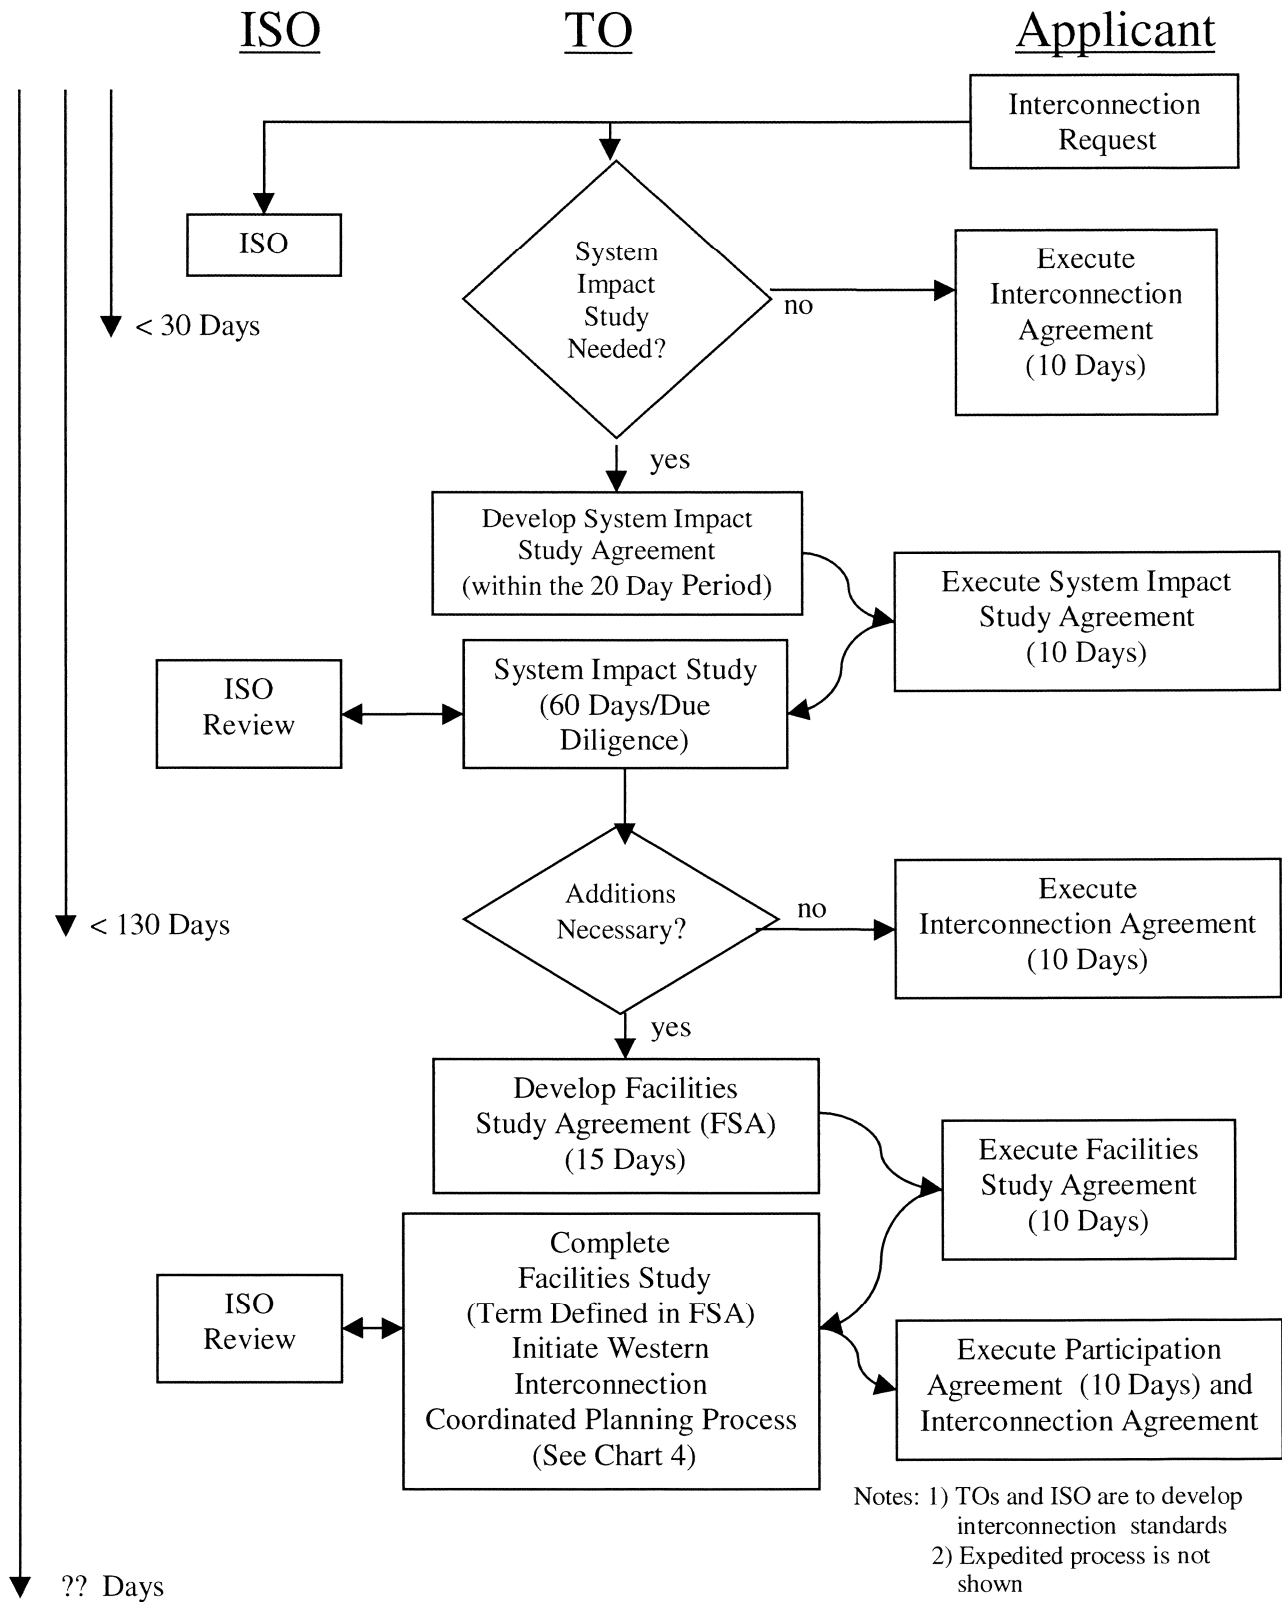 ISO
TO
Applicant
Interconnection
Request
ISO
System
Impact
Study
Needed?
no
Execute
Interconnection
Agreement
(10 Days)
< 30 Days
yes
Develop System Impact
Study Agreement
(within the 20 Day Period)
Execute System Impact
Study Agreement
(10 Days)
ISO
Review
System Impact Study
(60 Days/Due
Diligence)
Additions
Necessary?
no
Execute
Interconnection Agreement
(10 Days)
< 130 Days
yes
Develop Facilities
Study Agreement (FSA)
(15 Days)
Execute Facilities
Study Agreement
(10 Days)
ISO
Review
Complete
Facilities Study
(Term Defined in FSA)
Initiate Western
Interconnection
Coordinated Planning Process
(See Chart 4)
Execute Participation
Agreement (10 Days) and
Interconnection Agreement
Notes: 1) TOs and ISO are to develop
interconnection standards
2) Expedited process is not
shown
?? Days